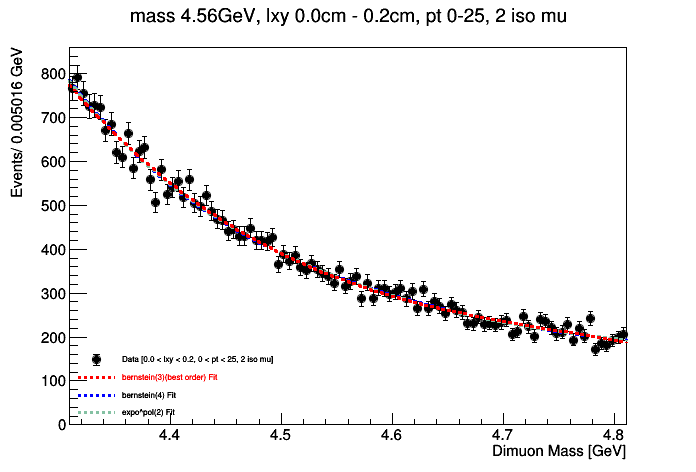 mass 4.56GeV, lxy 0.0cm - 0.2cm, pt 0-25, 2 iso mu
Events/ 0.005016 GeV
800
700
600
500
400
300
200
100
0
Data [0.0 < lxy < 0.2, 0 < pt < 25, 2 iso mu]
bernstein(3)(best order) Fit
bernstein(4) Fit
expo*pol(2) Fit
4.4
4.5
4.6
4.7
4.8
Dimuon Mass [GeV]